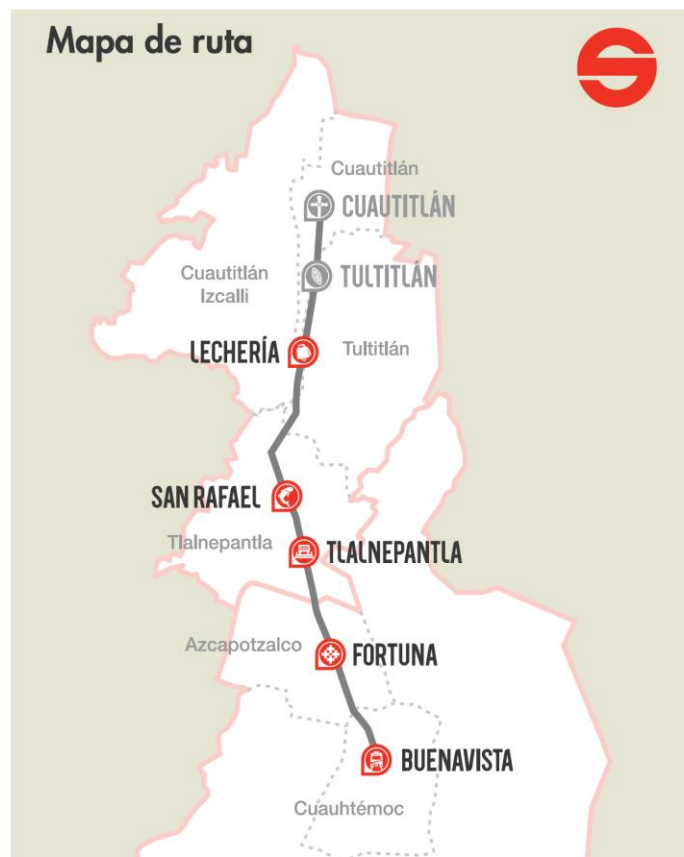 Mapa de ruta
Cuautitlán
CUAUTITLÁN
Cuautitlán
Izcalli
TULTITLÁN
LECHERÍA
Tultitlán
SAN RAFAEL
Tlalnepantla
TLALNEPANTLA
Azcapotzalco
FORTUNA
BUENAVISTA
Cuauhtémoc